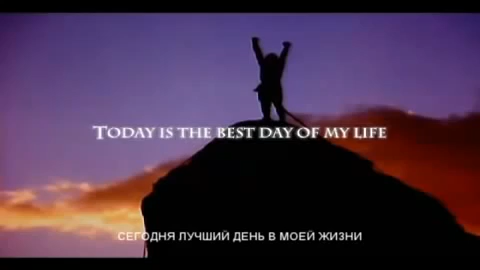 TODAY IS THE BEST DAY OF MY LIFE
СЕГОДНЯ ЛУЧШИЙ ДЕНЬ В МОЕЙ ЖИЗНИ